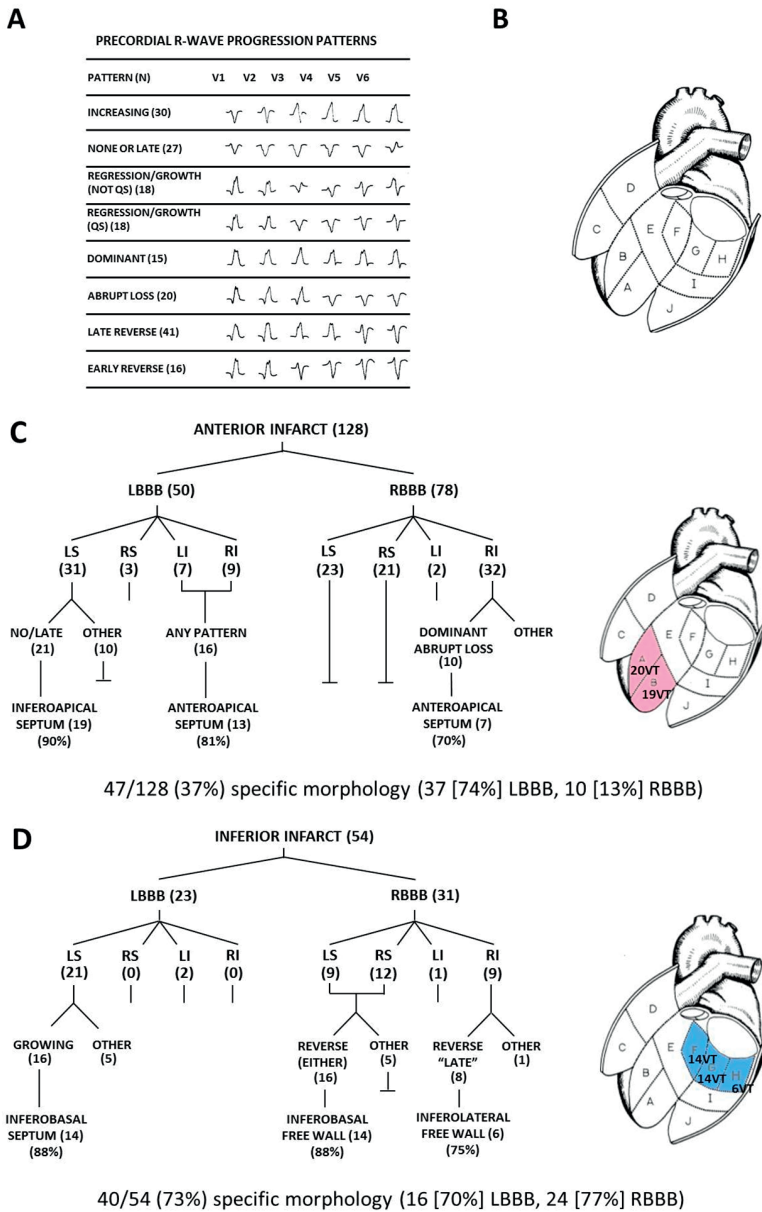 A
PRECORDIAL R-WAVE PROGRESSION PATTERNS
PATTERN (N) V1 V2 V3 V4 V5 V6
INCREASING (30)
NONE OR LATE (27)
REGRESSION/GROWTH
(NOT QS) (18)
REGRESSION/GROWTH
(QS) (18)
DOMINANT (15)
ABRUPT LOSS (20)
LATE REVERSE (41)
EARLY REVERSE (16)
B
D
C
E
F
B
G
H
A
I
J
C
ANTERIOR INFARCT (128)
LBBB (50) RBBB (78)
LS RS LI RI LS RS LI RI
(31) (3) (7) (9) (23) (21) (2) (32)
NO/LATE OTHER ANY PATTERN DOMINANT OTHER
(21) (10) (16) ABRUPT LOSS
(10)
INFEROAPICAL ANTEROAPICAL ANTEROAPICAL
SEPTUM (19) SEPTUM (13) SEPTUM (7)
(90%) (81%) (70%)
D
C
E
F
A
G
H
20VT
B
I
19VT
J
47/128 (37%) specific morphology (37 [74%] LBBB, 10 [13%] RBBB)
D
INFERIOR INFARCT (54)
LBBB (23) RBBB (31)
LS RS LI RI LS RS LI RI
(21) (0) (2) (0) (9) (12) (1) (9)
GROWING OTHER REVERSE OTHER REVERSE OTHER
(16) (5) (EITHER) (5) “LATE” (1)
(16) (8)
INFEROBASAL INFEROBASAL INFEROLATERAL
SEPTUM (14) FREE WALL (14) FREE WALL (6)
(88%) (88%) (75%)
D
C
E
F
14VT
B
G
H
14VT
6VT
A
I
J
40/54 (73%) specific morphology (16 [70%] LBBB, 24 [77%] RBBB)